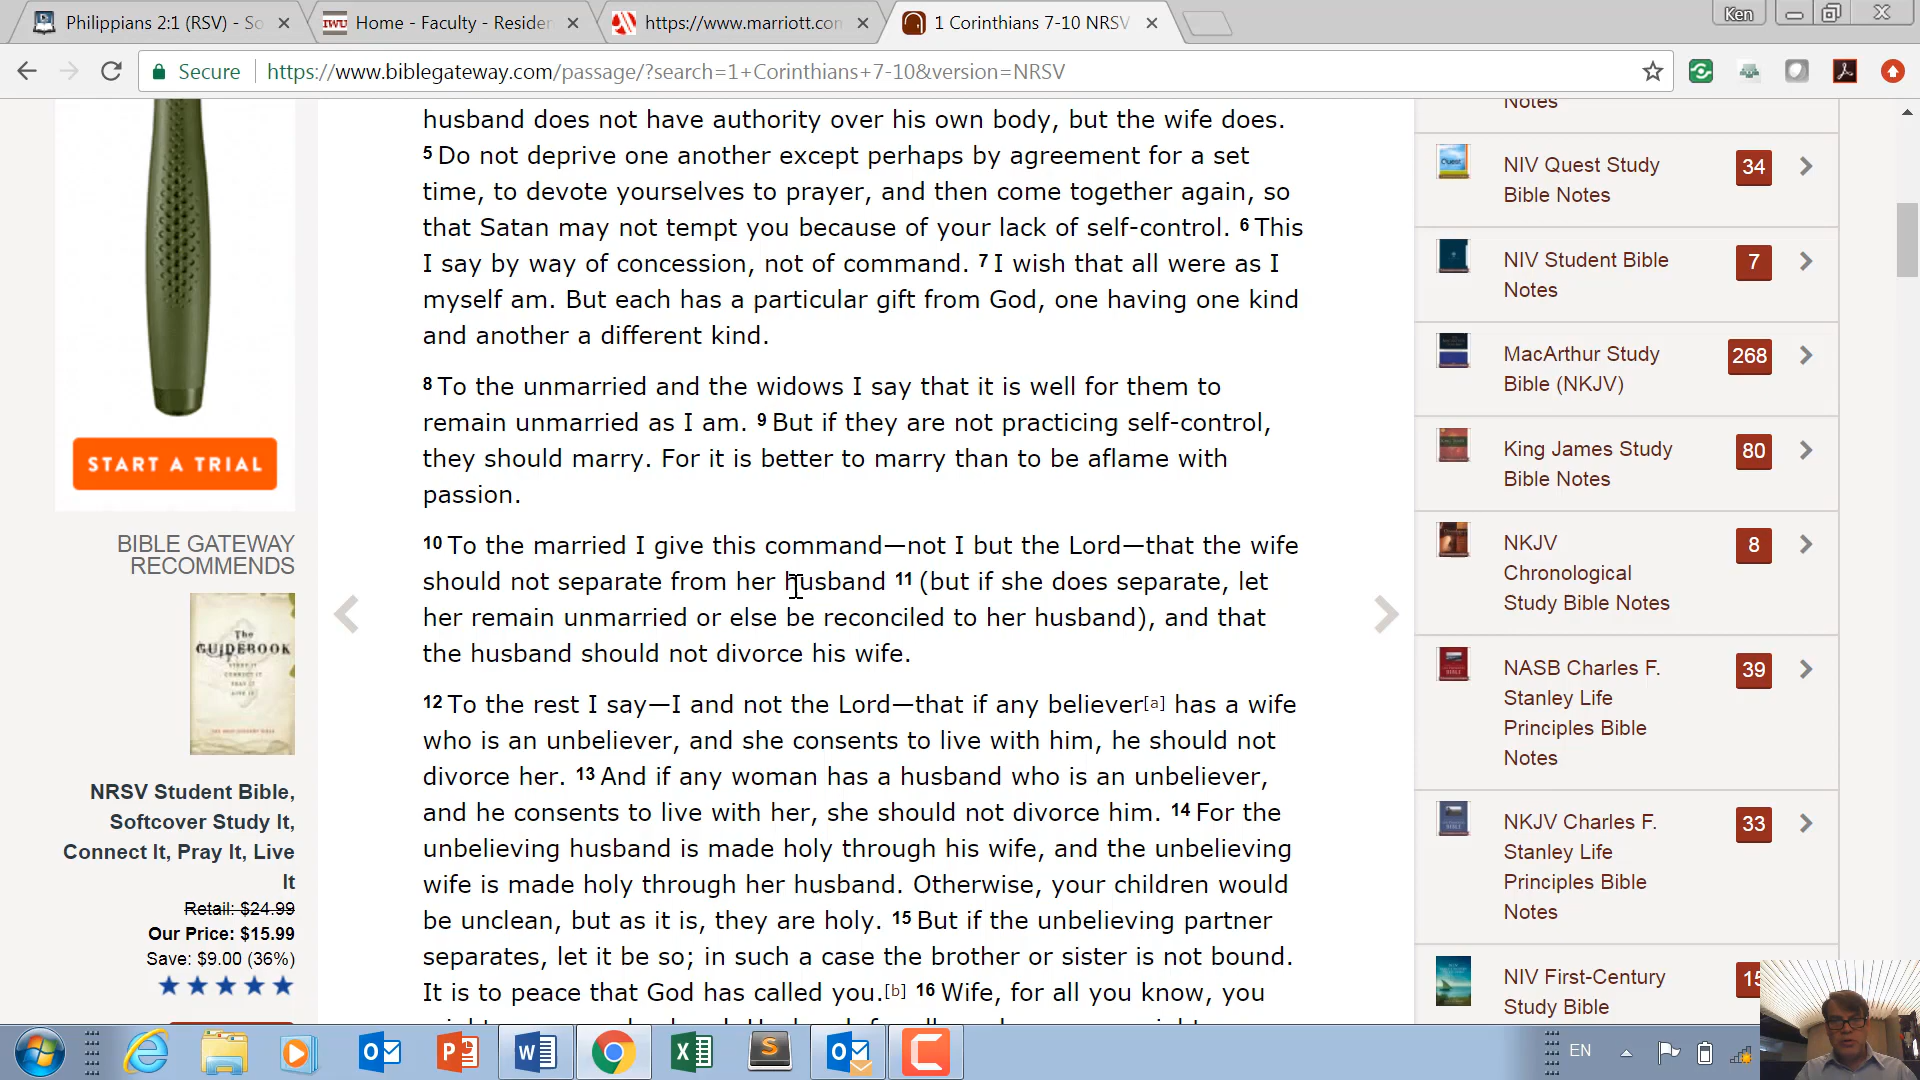 Philippians 2:1 (RSV) - So
Home - Faculty - Residen
https://www.marriott.com
1 Corinthians 7-10 NRSV
Ken
Secure
https://www.biblegateway.com/passage/?search=1+Corinthians+7-10&version=NRSV
START A TRIAL
BIBLE GATEWAY
RECOMMENDS
The
GUIDEBOOK
NRSV Student Bible,
Softcover Study It,
Connect It, Pray It, Live
It
Retail: $24.99
Our Price: $15.99
Save: $9.00 (36%)
husband does not have authority over his own body, but the wife does.
5 Do not deprive one another except perhaps by agreement for a set
time, to devote yourselves to prayer, and then come together again, so
that Satan may not tempt you because of your lack of self-control. 6 This
I say by way of concession, not of command. 7 I wish that all were as I
myself am. But each has a particular gift from God, one having one kind
and another a different kind.
8 To the unmarried and the widows I say that it is well for them to
remain unmarried as I am. 9 But if they are not practicing self-control,
they should marry. For it is better to marry than to be aflame with
passion.
10 To the married I give this command—not I but the Lord—that the wife
should not separate from her husband 11 (but if she does separate, let
her remain unmarried or else be reconciled to her husband), and that
the husband should not divorce his wife.
12 To the rest I say—I and not the Lord—that if any believer[a] has a wife
who is an unbeliever, and she consents to live with him, he should not
divorce her. 13 And if any woman has a husband who is an unbeliever,
and he consents to live with her, she should not divorce him. 14 For the
unbelieving husband is made holy through his wife, and the unbelieving
wife is made holy through her husband. Otherwise, your children would
be unclean, but as it is, they are holy. 15 But if the unbelieving partner
separates, let it be so; in such a case the brother or sister is not bound.
It is to peace that God has called you.[b] 16 Wife, for all you know, you
Notes
NIV Quest Study
Bible Notes
34
NIV Student Bible
Notes
7
MacArthur Study
Bible (NKJV)
268
King James Study
Bible Notes
80
NKJV
Chronological
Study Bible Notes
8
NASB Charles F.
Stanley Life
Principles Bible
Notes
39
NKJV Charles F.
Stanley Life
Principles Bible
Notes
33
NIV First-Century
Study Bible
EN